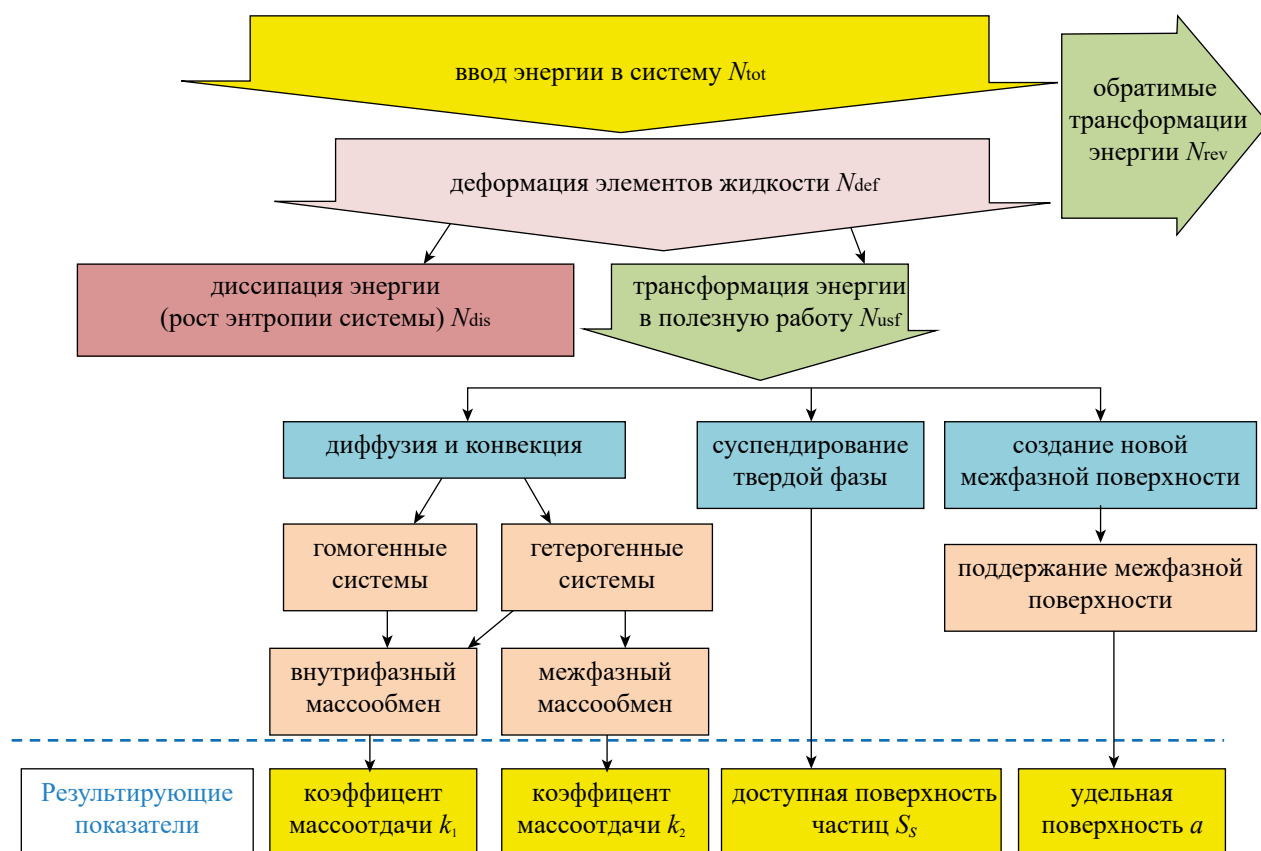 ввод энергии в систему Ntot
обратимые
трансформации
энергии Nrev
деформация элементов жидкости Ndef
диссипация энергии
(рост энтропии системы) Ndis
трансформация энергии
в полезную работу Nusf
диффузия и конвекция
суспендирование
твердой фазы
создание новой
межфазной поверхности
гомогенные
системы
гетерогенные
системы
поддержание межфазной
поверхности
внутрифазный
массообмен
межфазный
массообмен
Результирующие
показатели
коэффицент
массоотдачи k₁
коэффицент
массоотдачи k₂
доступная поверхность
частиц Ss
удельная
поверхность a